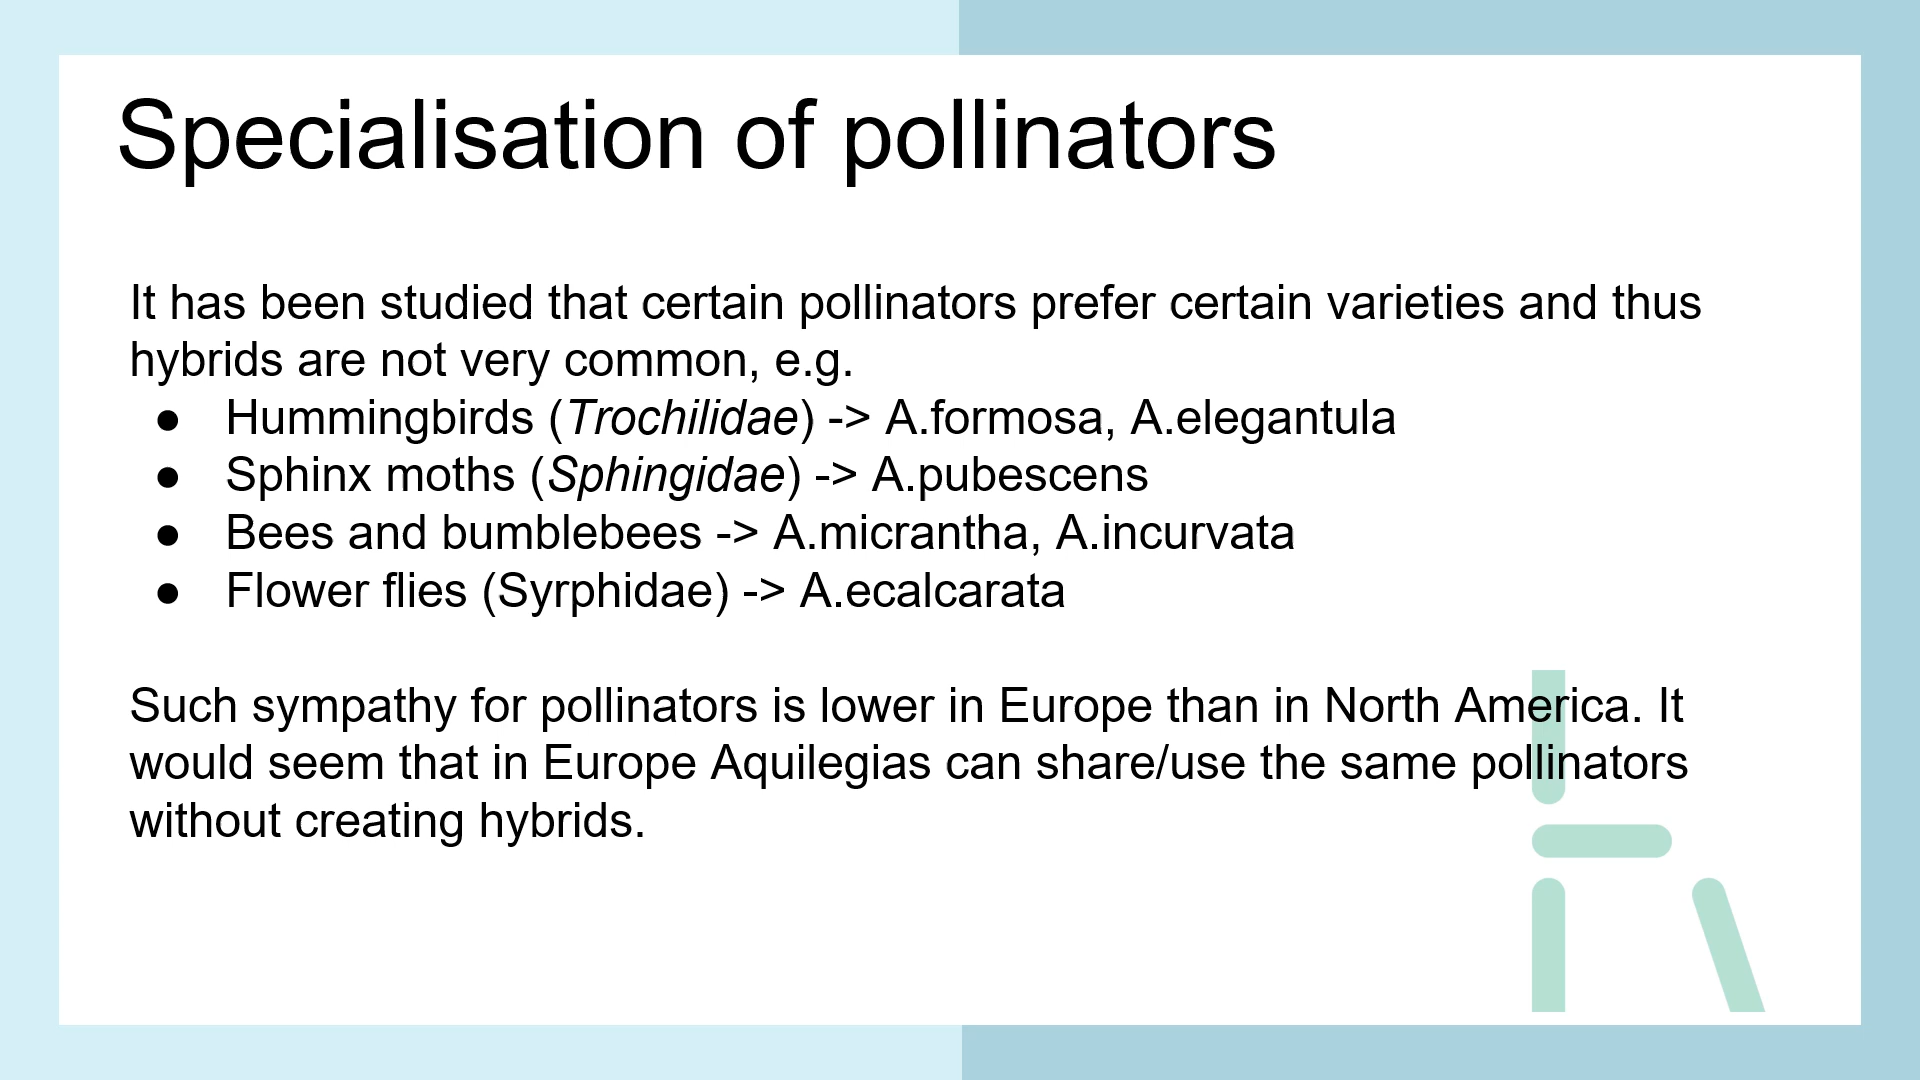 Specialisation of pollinators
It has been studied that certain pollinators prefer certain varieties and thus
hybrids are not very common, e.g.
● Hummingbirds (Trochilidae) -> A.formosa, A.elegantula
● Sphinx moths (Sphingidae) -> A.pubescens
● Bees and bumblebees -> A.micrantha, A.incurvata
● Flower flies (Syrphidae) -> A.ecalcarata
Such sympathy for pollinators is lower in Europe than in North America. It
would seem that in Europe Aquilegias can share/use the same pollinators
without creating hybrids.